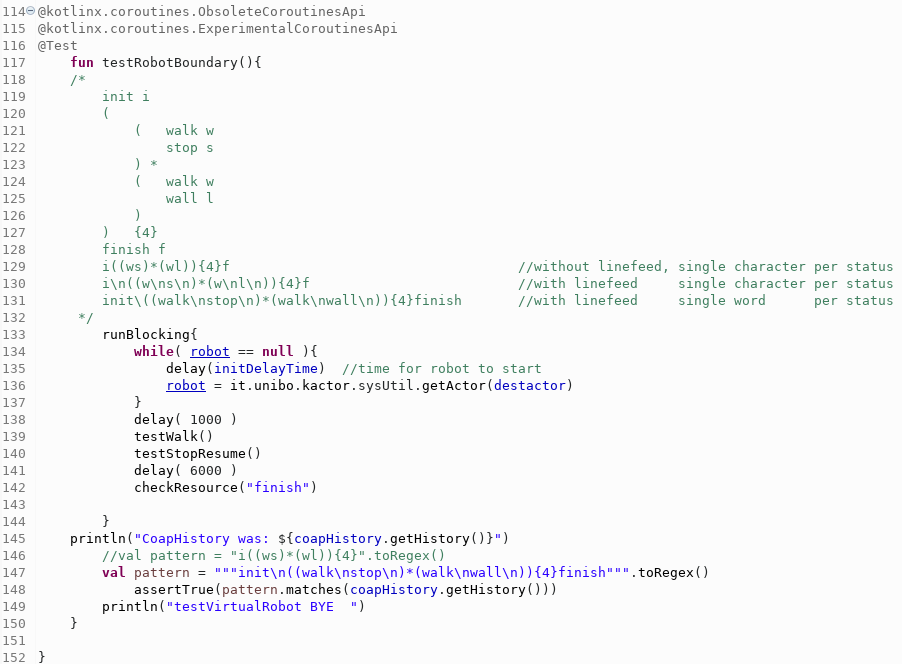 114 @kotlinx.coroutines.ObsoleteCoroutinesApi
115 @kotlinx.coroutines.ExperimentalCoroutinesApi
116 @Test
117     fun testRobotBoundary(){
118     /*
119         init i
120         (
121             (   walk w
122                 stop s
123             ) *
124             (   walk w
125                 wall l
126             )
127         )   {4}
128         finish f
129         i((ws)*(wl)){4}f                                    //without linefeed, single character per status
130         i\n((w\ns\n)*(w\nl\n)){4}f                          //with linefeed     single character per status
131         init\((walk\nstop\n)*(walk\nwall\n)){4}finish       //with linefeed     single word      per status
132      */
133         runBlocking{
134             while( robot == null ){
135                 delay(initDelayTime)  //time for robot to start
136                 robot = it.unibo.kactor.sysUtil.getActor(destactor)
137             }
138             delay( 1000 )
139             testWalk()
140             testStopResume()
141             delay( 6000 )
142             checkResource("finish")
143
144         }
145     println("CoapHistory was: ${coapHistory.getHistory()}")
146         //val pattern = "i((ws)*(wl)){4}".toRegex()
147         val pattern = """init\n((walk\nstop\n)*(walk\nwall\n)){4}finish""".toRegex()
148             assertTrue(pattern.matches(coapHistory.getHistory()))
149         println("testVirtualRobot BYE  ")
150     }
151
152 }